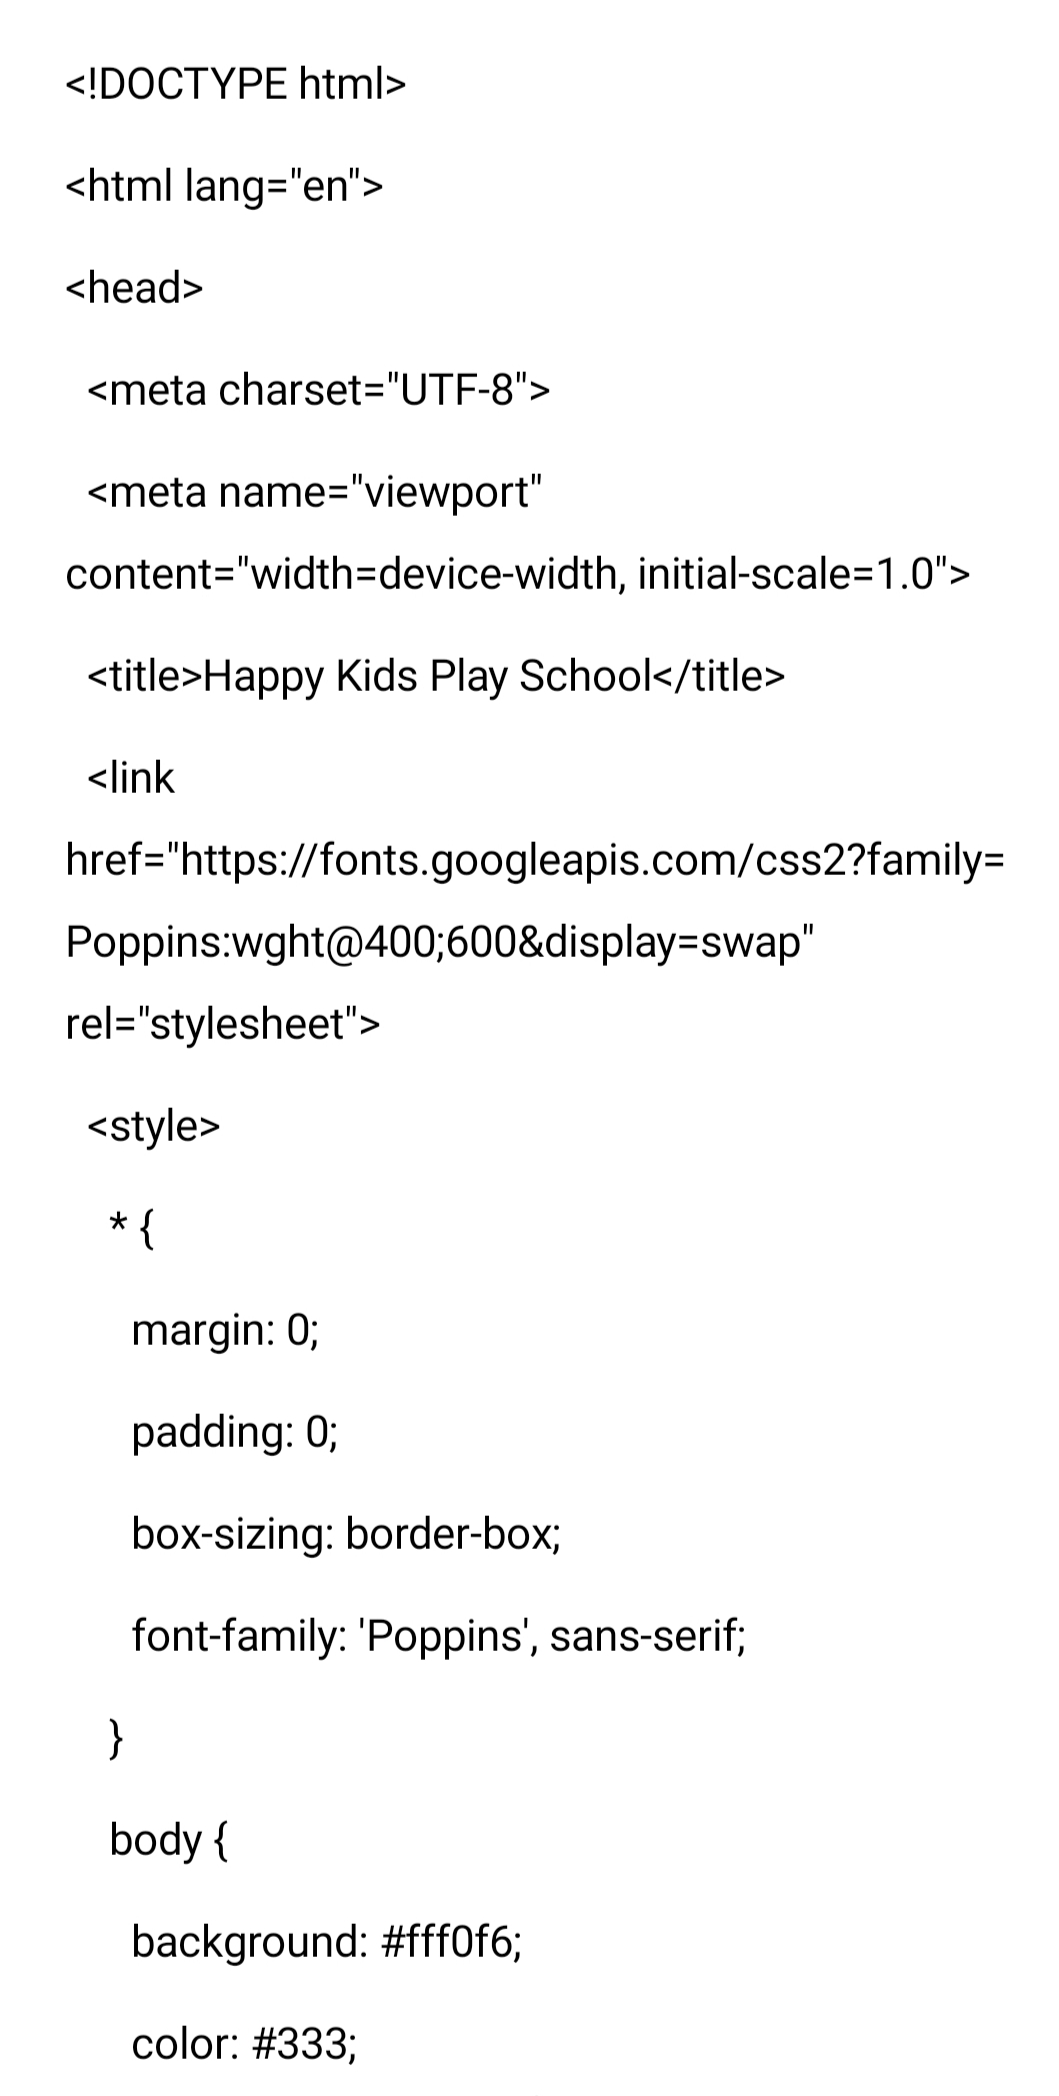 <!DOCTYPE html>
<html lang="en">
<head>
<meta charset="UTF-8">
<meta name="viewport"
content="width=device-width, initial-scale=1.0">
<title>Happy Kids Play School</title>
<link
href="https://fonts.googleapis.com/css2?family=
Poppins:wght@400;600&display=swap"
rel="stylesheet">
<style>
* {
margin: 0;
padding: 0;
box-sizing: border-box;
font-family: 'Poppins', sans-serif;
}
body {
background: #fff0f6;
color: #333;